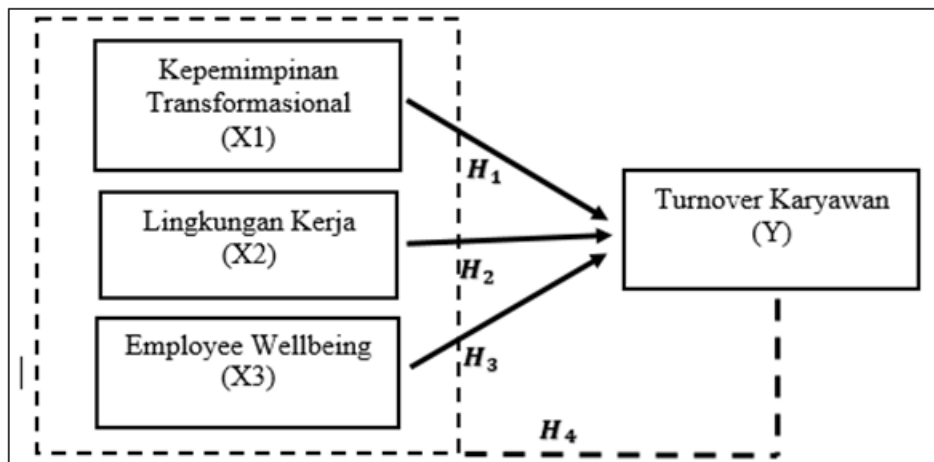 Kepemimpinan
Transformasional
(X1)
H₁
Lingkungan Kerja
(X2)
H₂
Employee Wellbeing
(X3)
H₃
Turnover Karyawan
(Y)
H₄